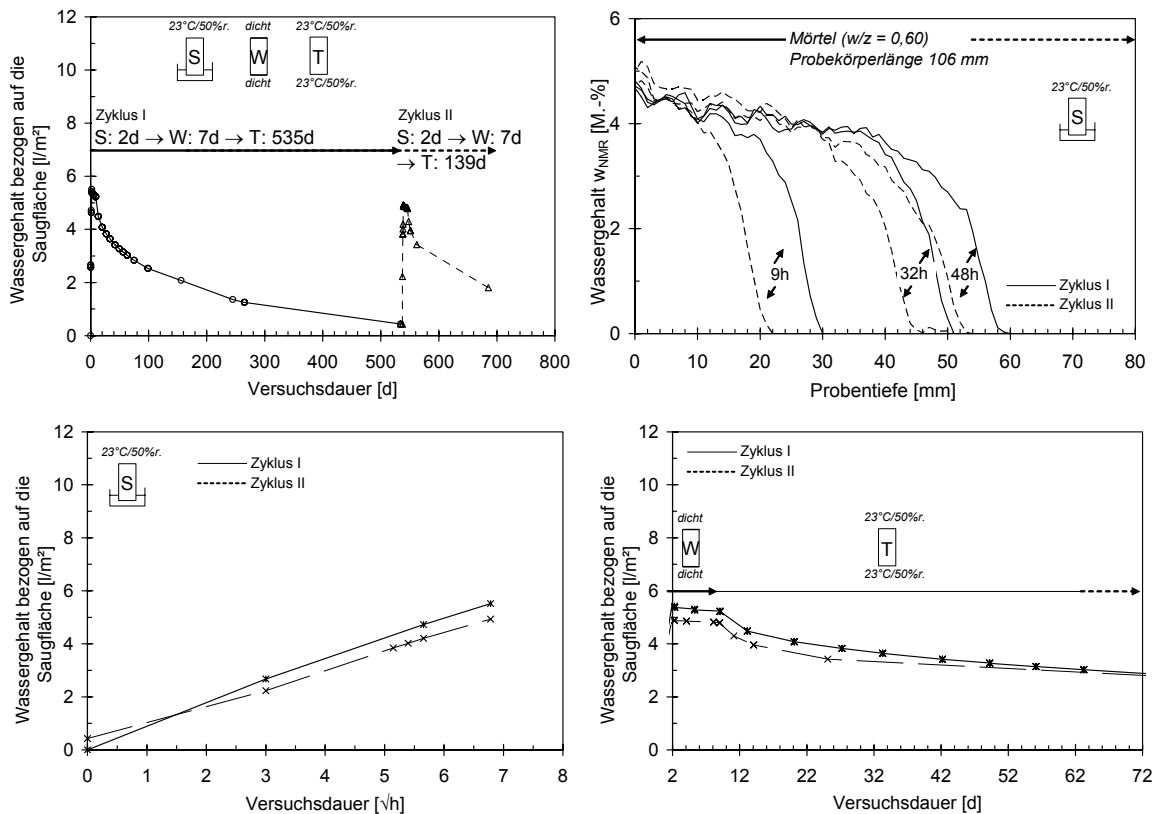 23°C/50%r. dicht 23°C/50%r.
S W T
dicht 23°C/50%r.
Zyklus I Zyklus II
S: 2d → W: 7d → T: 535d S: 2d → W: 7d
→ T: 139d
Wassergehalt bezogen auf die
Saugfläche [l/m²]
12
10
8
6
4
2
0
0 100 200 300 400 500 600 700 800
Versuchsdauer [d]
Mörtel (w/z = 0,60)
Probekörperlänge 106 mm
23°C/50%r.
S
Wassergehalt wNMR [M.-%]
6
4
2
0
9h 32h 48h
Zyklus I
Zyklus II
0 10 20 30 40 50 60 70 80
Probentiefe [mm]
23°C/50%r.
S
Zyklus I
Zyklus II
Wassergehalt bezogen auf die
Saugfläche [l/m²]
12
10
8
6
4
2
0
0 1 2 3 4 5 6 7 8
Versuchsdauer [√h]
Zyklus I
Zyklus II
dicht 23°C/50%r.
W T
dicht 23°C/50%r.
Wassergehalt bezogen auf die
Saugfläche [l/m²]
12
10
8
6
4
2
0
2 12 22 32 42 52 62 72
Versuchsdauer [d]